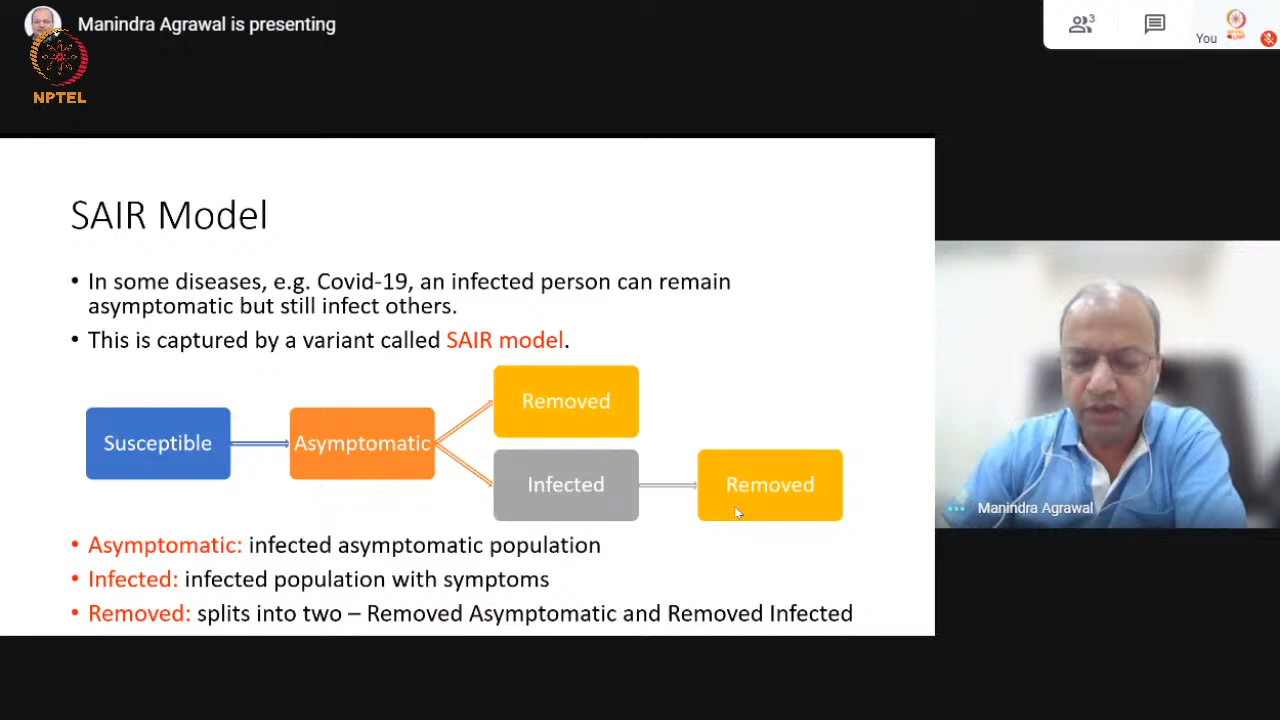 Manindra Agrawal is presenting
3
You
NPTEL
SAIR Model
• In some diseases, e.g. Covid-19, an infected person can remain
asymptomatic but still infect others.
• This is captured by a variant called SAIR model.
Removed
Susceptible
Asymptomatic
Infected
Removed
Manindra Agrawal
• Asymptomatic: infected asymptomatic population
• Infected: infected population with symptoms
• Removed: splits into two – Removed Asymptomatic and Removed Infected